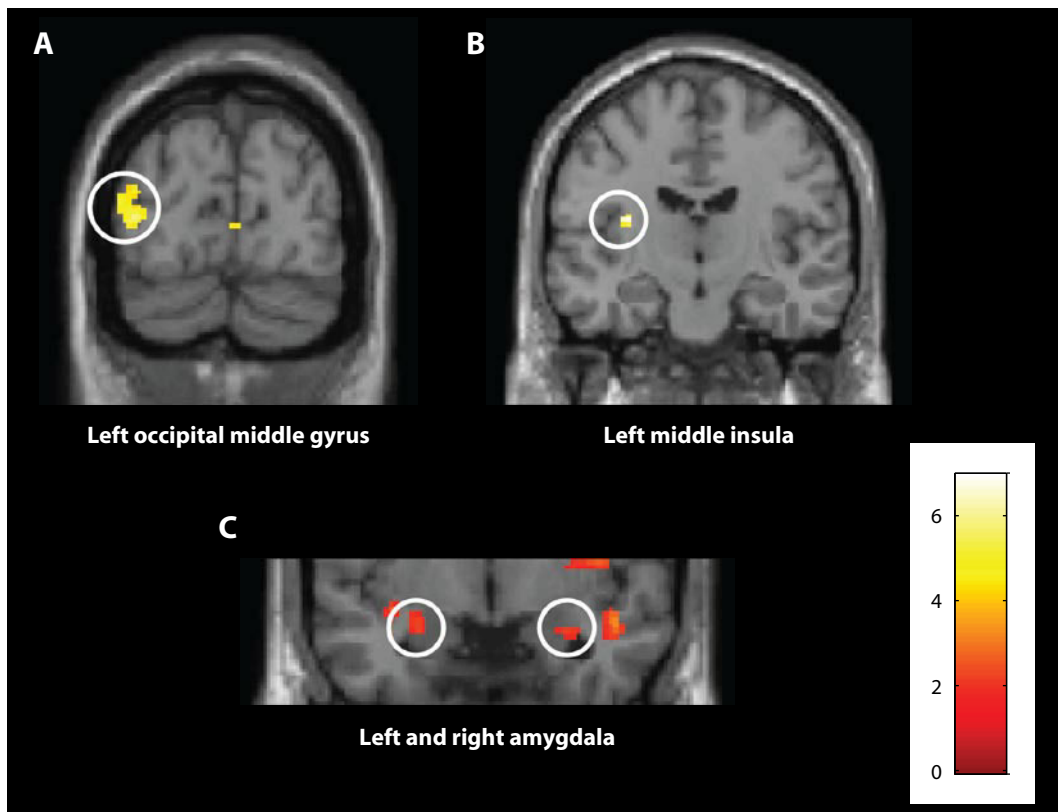 A
B
Left occipital middle gyrus
Left middle insula
C
Left and right amygdala
6
4
2
0